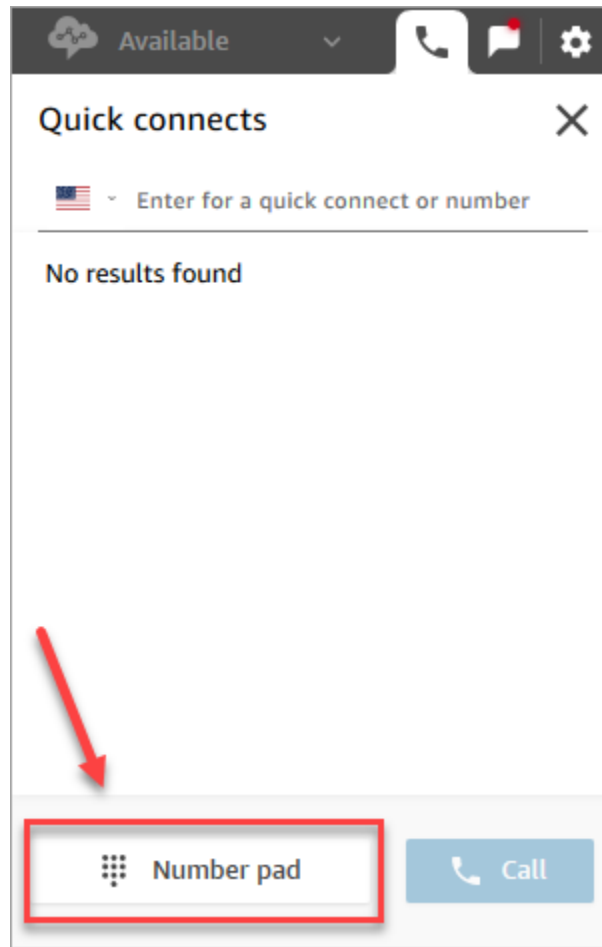 Available
Quick connects
Enter for a quick connect or number
No results found
Number pad
Call